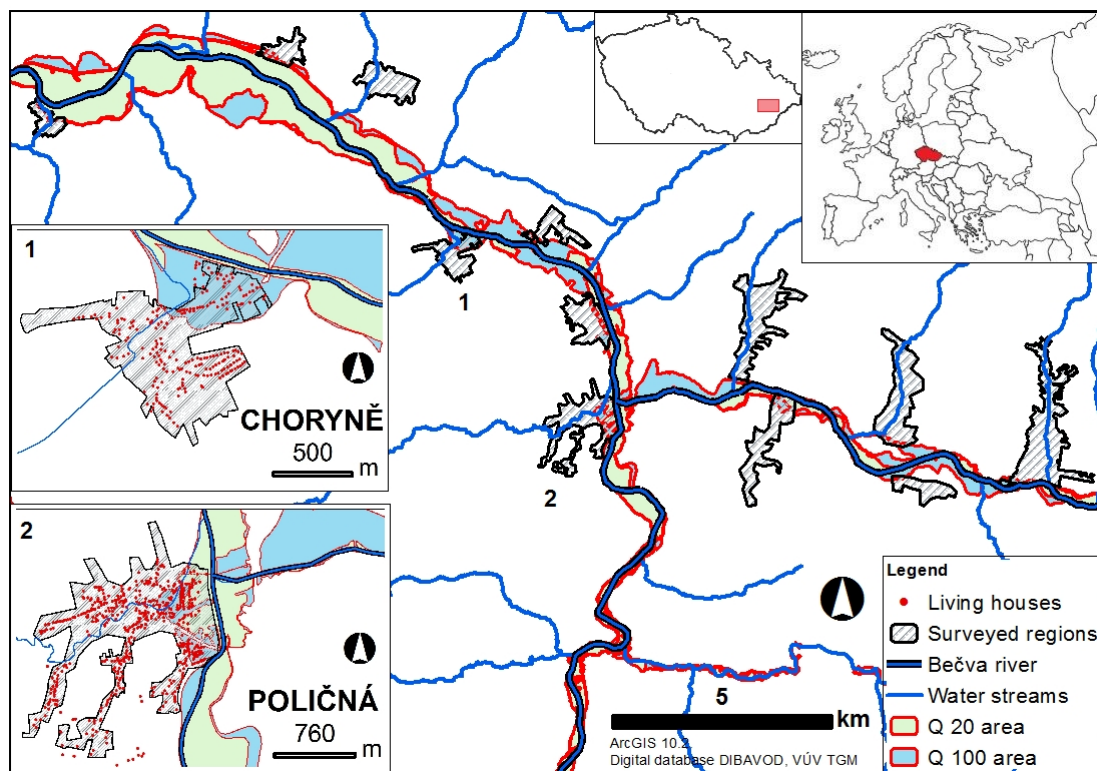 1
CHORYNĚ
500
m
2
POLIČNÁ
760
m
1
2
5
km
ArcGIS 10.2
Digital database DIBAVOD, VÚV TGM
Legend
Living houses
Surveyed regions
Bečva river
Water streams
Q 20 area
Q 100 area